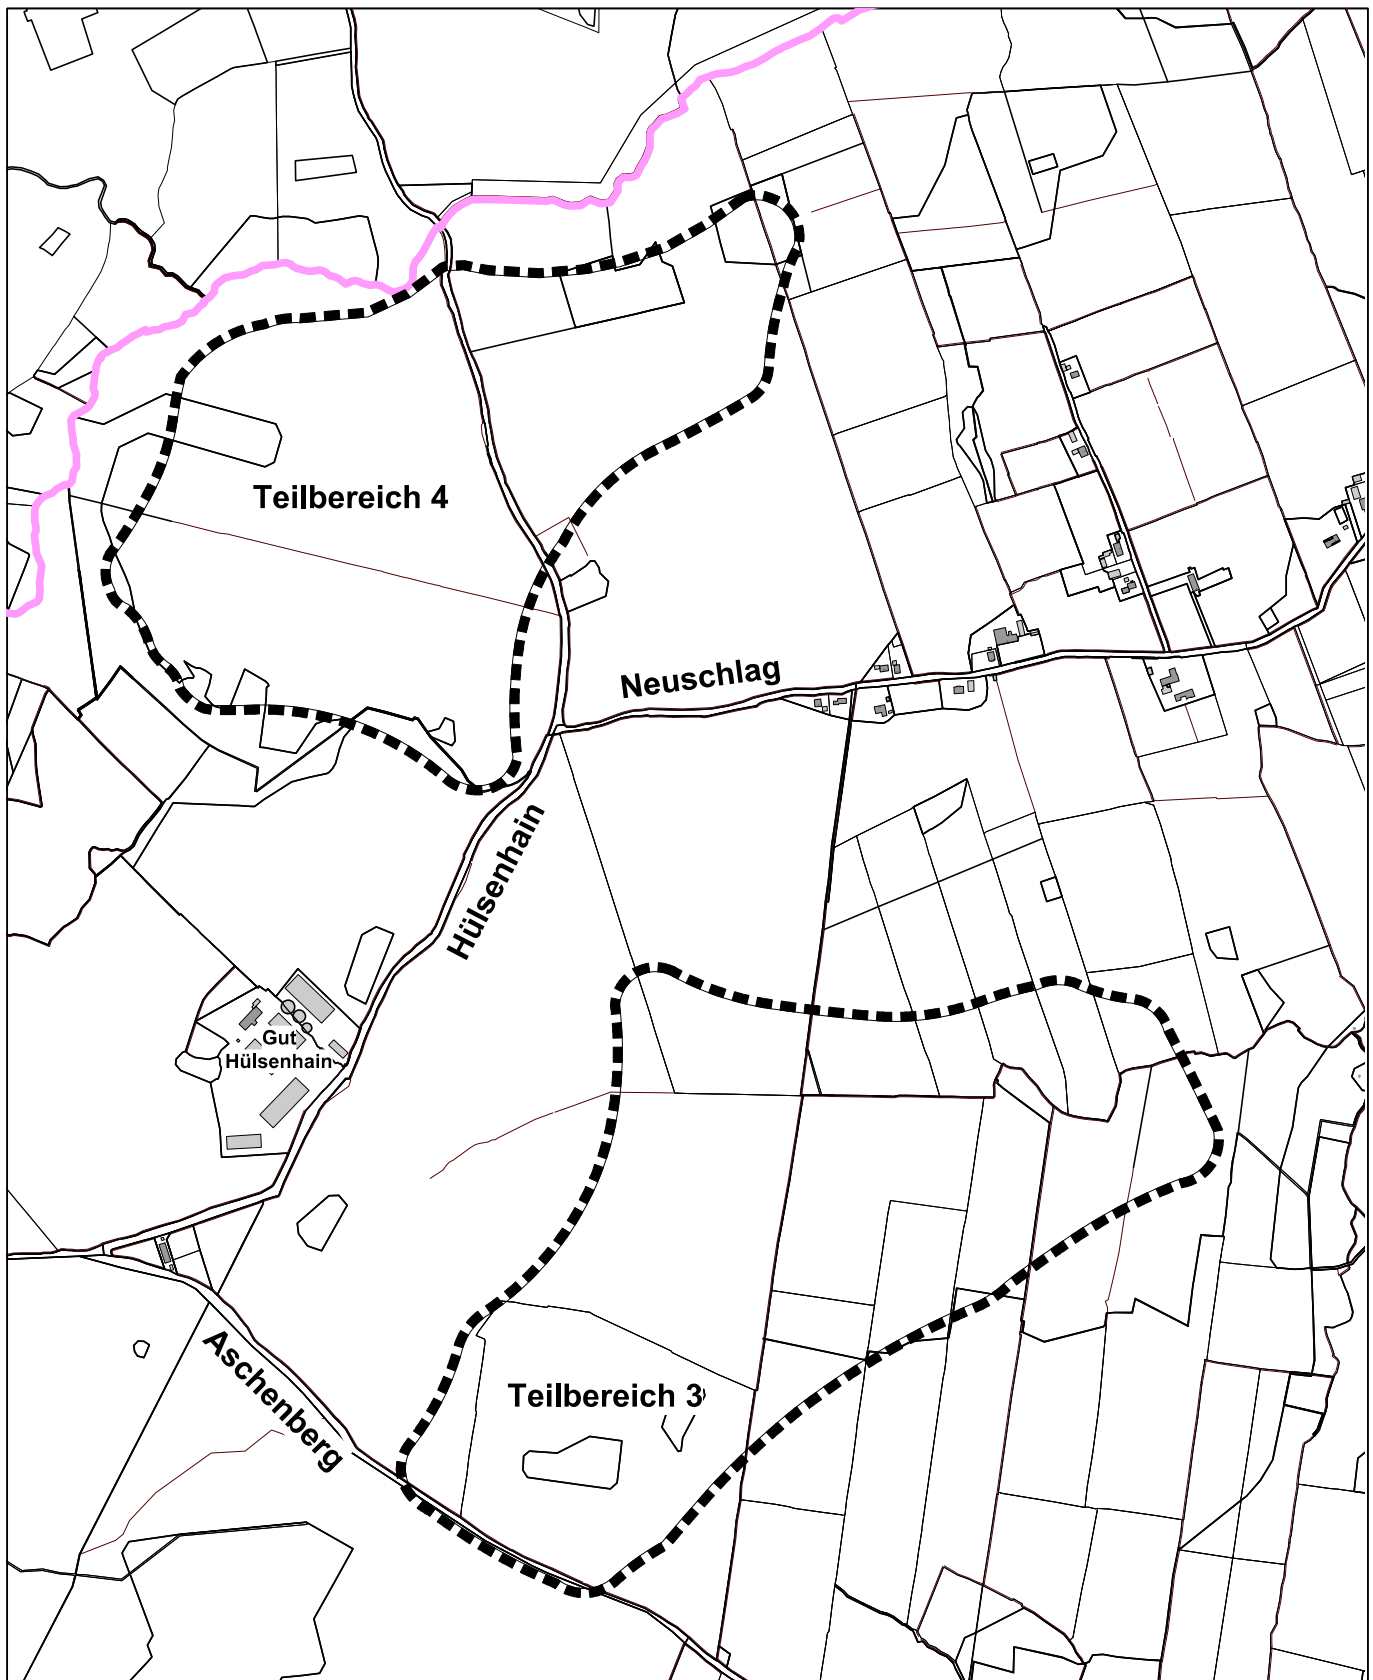 Teilbereich 4
Neuschlag
Hülsenhain
Gut
Hülsenhain
Aschenberg
Teilbereich 3